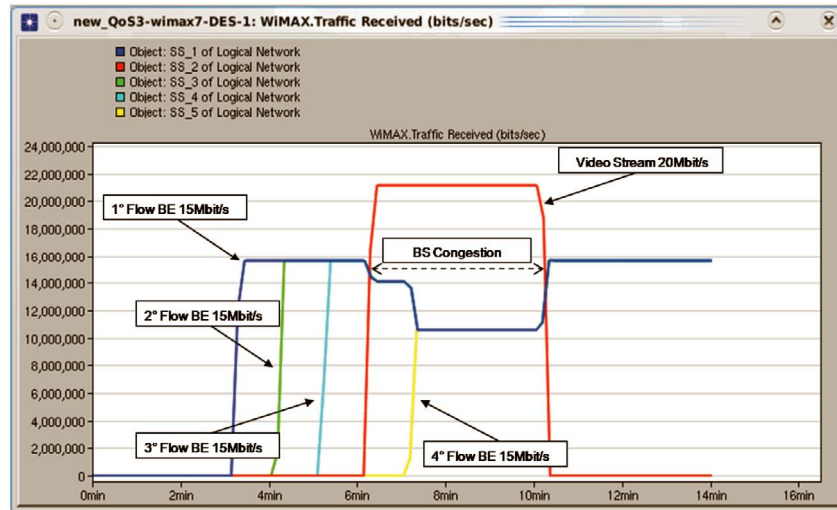 new_QoS3-wimax7-DES-1: WiMAX.Traffic Received (bits/sec)
Object: SS_1 of Logical Network
Object: SS_2 of Logical Network
Object: SS_3 of Logical Network
Object: SS_4 of Logical Network
Object: SS_5 of Logical Network
WiMAX.Traffic Received (bits/sec)
24,000,000
22,000,000
20,000,000
18,000,000
16,000,000
14,000,000
12,000,000
10,000,000
8,000,000
6,000,000
4,000,000
2,000,000
0
Video Stream 20Mbit/s
1° Flow BE 15Mbit/s
BS Congestion
2° Flow BE 15Mbit/s
3° Flow BE 15Mbit/s
4° Flow BE 15Mbit/s
0min 2min 4min 6min 8min 10min 12min 14min 16min